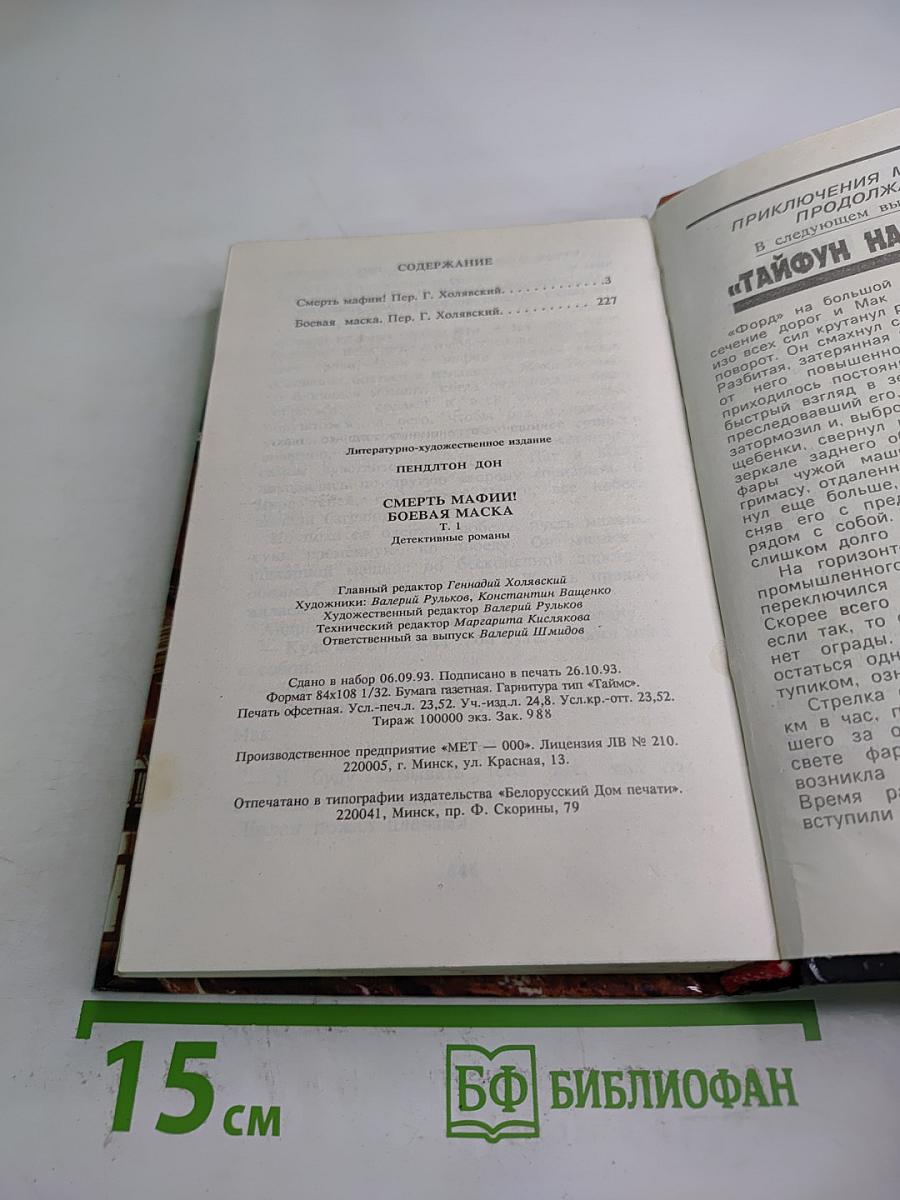 СОДЕРЖАНИЕ
Смерть мафии! Пер. Г. Холявский. . . . . . . . . . . . .3
Боевая маска. Пер. Г. Холявский. . . . . . . . . . . 227
Литературно-художественное издание
ПЕНДЛТОН ДОН
СМЕРТЬ МАФИИ!
БОЕВАЯ МАСКА
Т. 1
Детективные романы
Главный редактор Геннадий Холявский
Художники: Валерий Рульков, Константин Ващенко
Художественный редактор Валерий Рульков
Технический редактор Маргарита Кислякова
Ответственный за выпуск Валерий Шмидов
Сдано в набор 06.09.93. Подписано в печать 26.10.93.
Формат 84х108 1/32. Бумага газетная. Гарнитура тип «Таймс».
Печать офсетная. Усл.-печ.л. 23,52. Уч.-изд.л. 24,8. Усл.кр.-отт. 23,52.
Тираж 100000 экз. Зак. 988
Производственное предприятие «МЕТ — 000». Лицензия ЛВ № 210.
220005, г. Минск, ул. Красная, 13.
Отпечатано в типографии издательства «Белорусский Дом печати».
220041, Минск, пр. Ф. Скорины, 79
ПРИКЛЮЧЕНИЯ
ПРОДОЛЖА
В следующем вы
«ТАЙФУН НА
«Форд» на большой
сечение дорог и Мак
изо всех сил крутанул
поворот. Он смахнул с
Разбитая, затерянная
от него повышенно
приходилось постоян
быстрый взгляд в зе
преследовавший его.
затормозил и, выбро
щебенки, свернул
зеркале заднего об
фары чужой маши
гримасу, отдаленн
нул еще больше,
сняв его с пред
рядом с собой.
слишком долго
На горизонт
промышленного
переключился
Скорее всего
если так, то
нет ограды.
остаться одн
тупиком, озн
Стрелка
км в час, п
шего за о
свете фар
возникла
Время ра
вступили
15 см
БФ БИБЛИОФАН